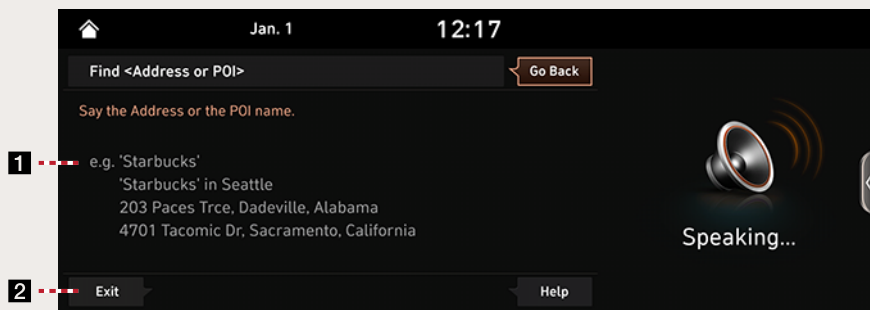 Jan. 1 12:17
Find <Address or POI> Go Back
Say the Address or the POI name.
1 e.g. 'Starbucks'
'Starbucks' in Seattle
203 Paces Trce, Dadeville, Alabama
4701 Tacomic Dr, Sacramento, California
Speaking...
2 Exit Help